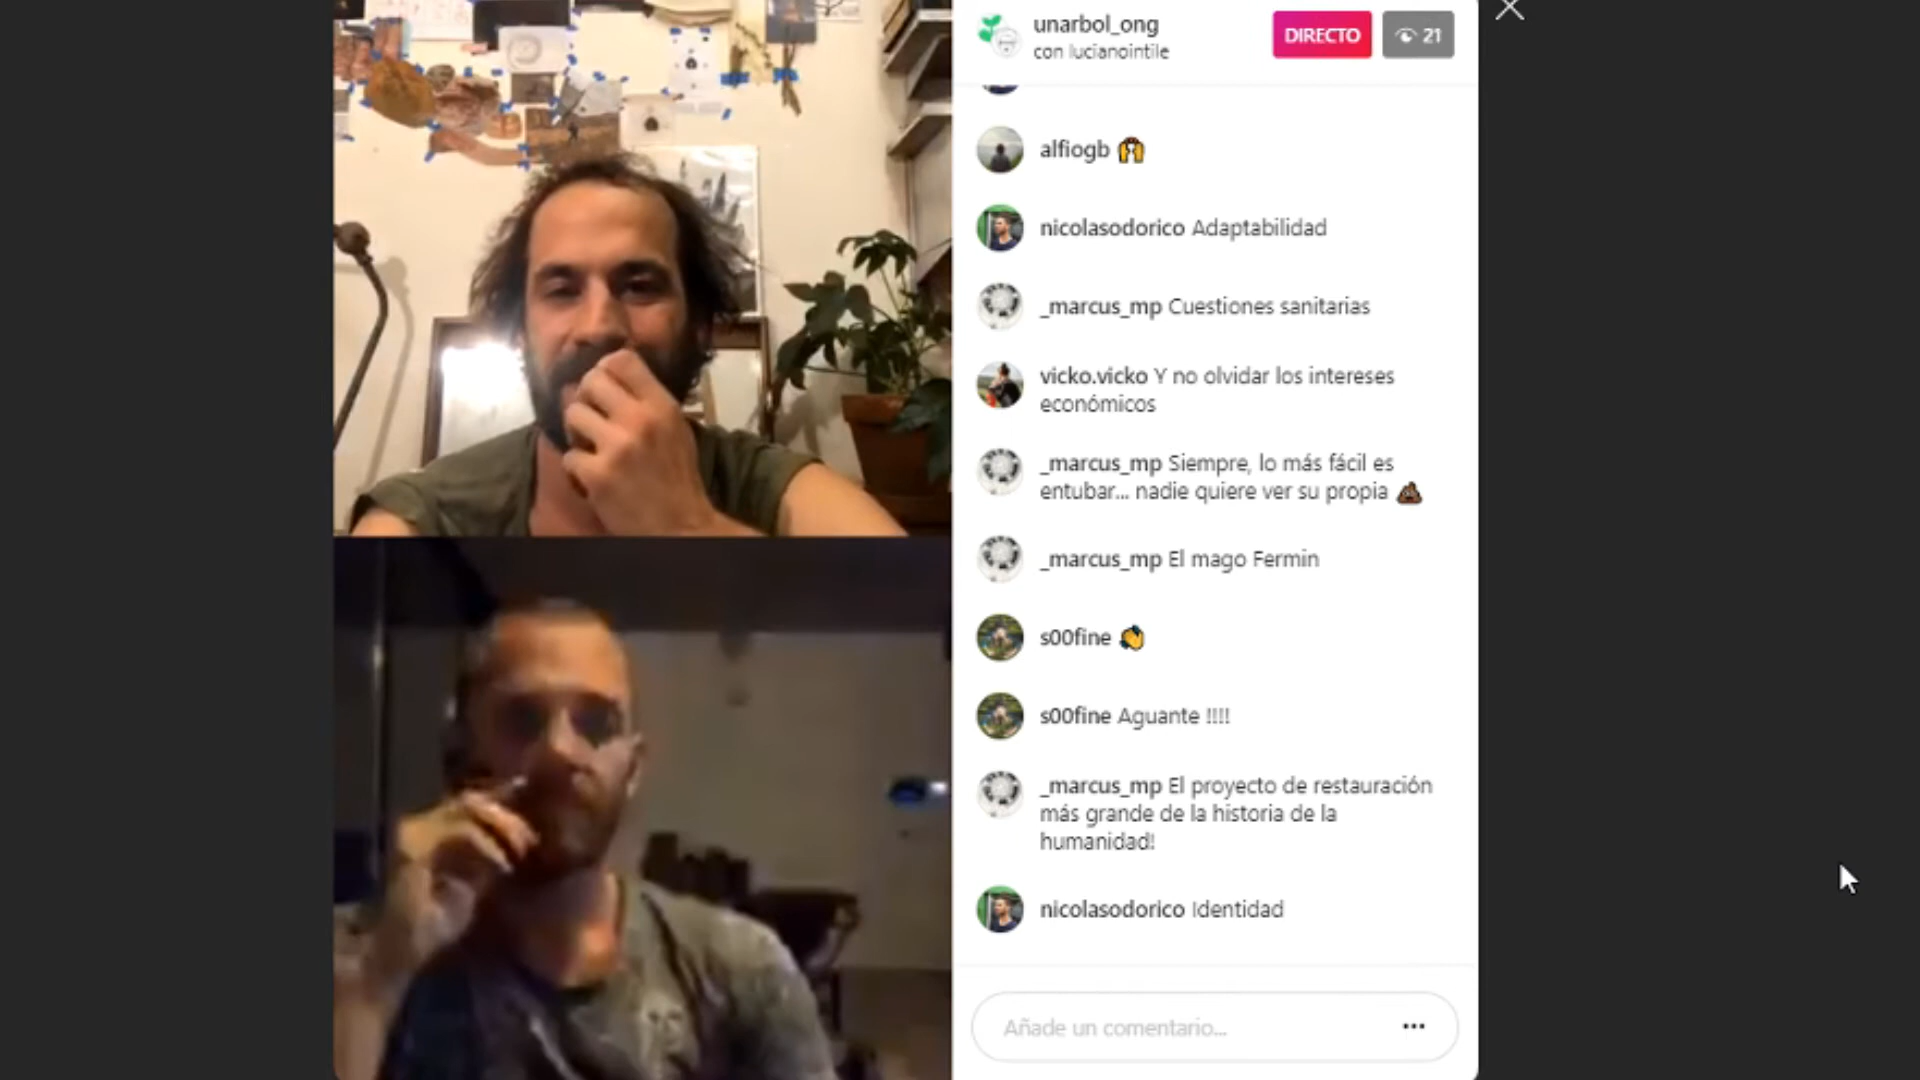 unarbol_ong
con lucianointile
DIRECTO
21
alfiogb
nicolasodorico Adaptabilidad
_marcus_mp Cuestiones sanitarias
vicko.vicko Y no olvidar los intereses
económicos
_marcus_mp Siempre, lo más fácil es
entubar... nadie quiere ver su propia 💩
_marcus_mp El mago Fermin
s00fine 👏
s00fine Aguante !!!!
_marcus_mp El proyecto de restauración
más grande de la historia de la
humanidad!
nicolasodorico Identidad
Añade un comentario...